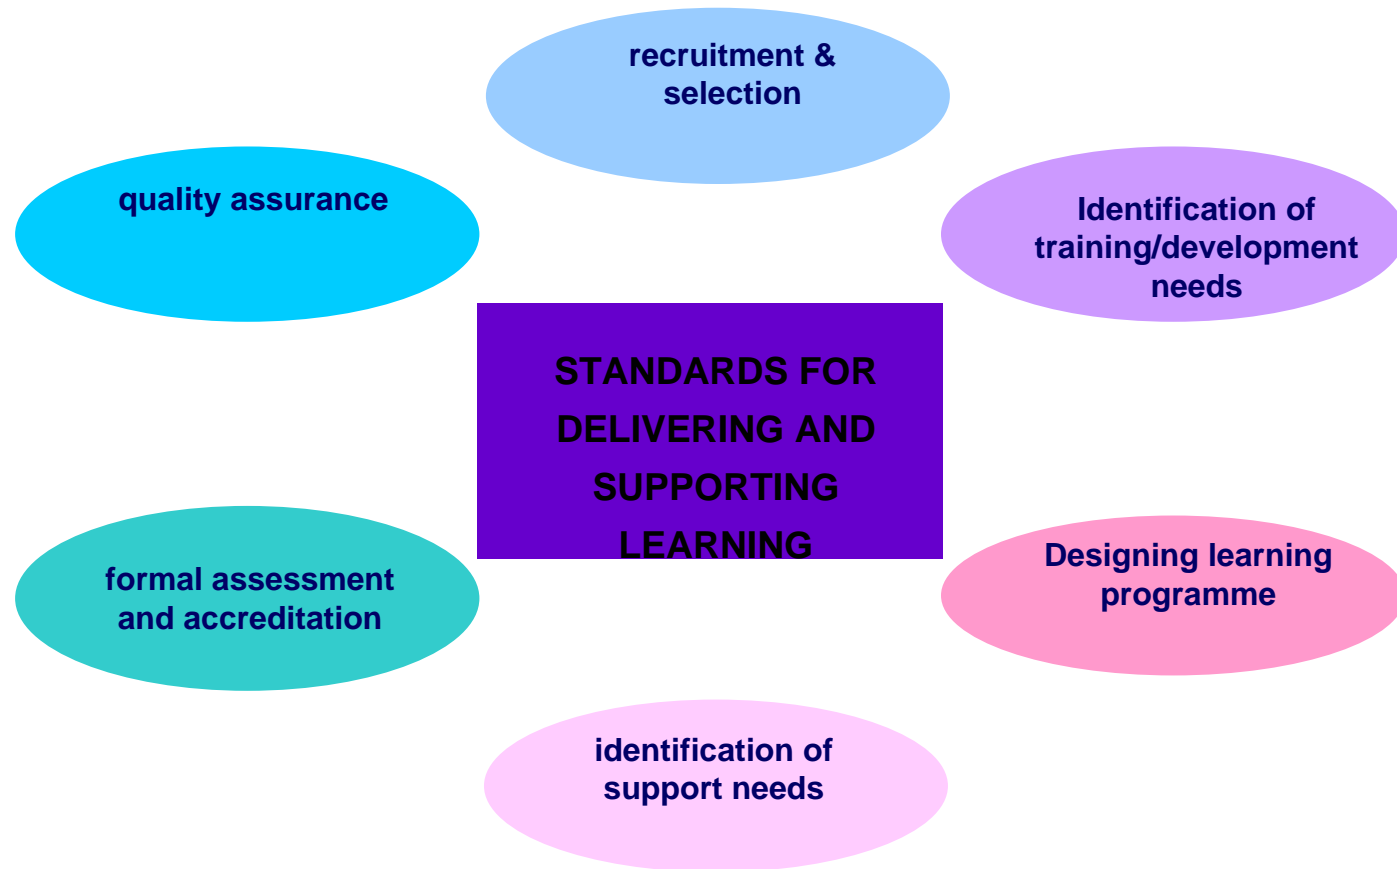 recruitment &
selection
quality assurance
Identification of
training/development
needs
STANDARDS FOR
DELIVERING AND
SUPPORTING
LEARNING
formal assessment
and accreditation
Designing learning
programme
identification of
support needs